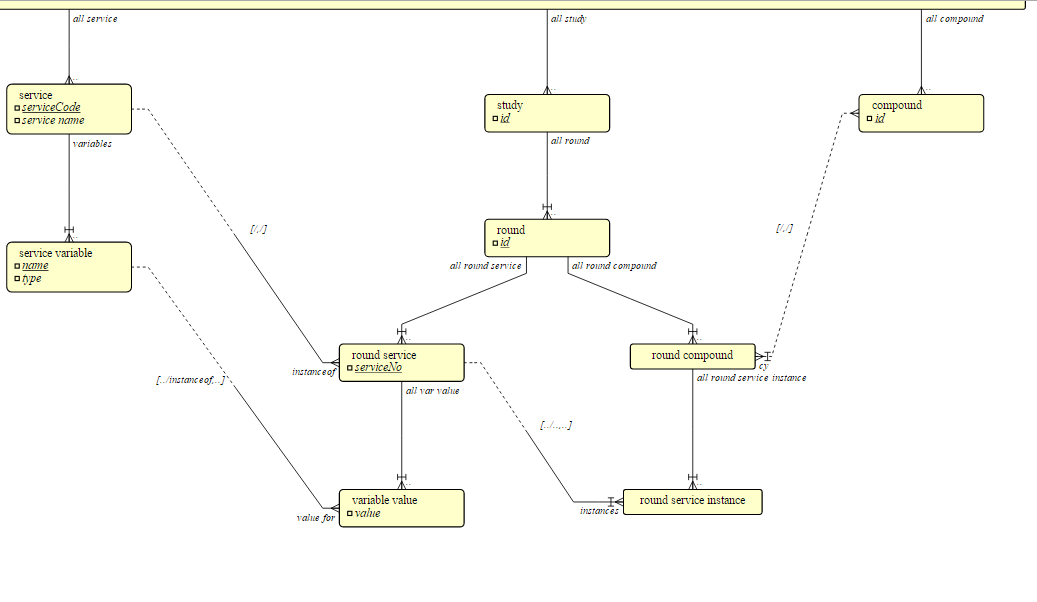 all service
all study
all compound
service
serviceCode
service name
study
id
compound
id
variables
all round
[/,/]
[/,/]
round
id
service variable
name
type
all round service
all round compound
round service
serviceNo
round compound
instanceof
cy
[../instanceof,..]
all var value
all round service instance
[../..,..]
variable value
value
round service instance
value for
instances